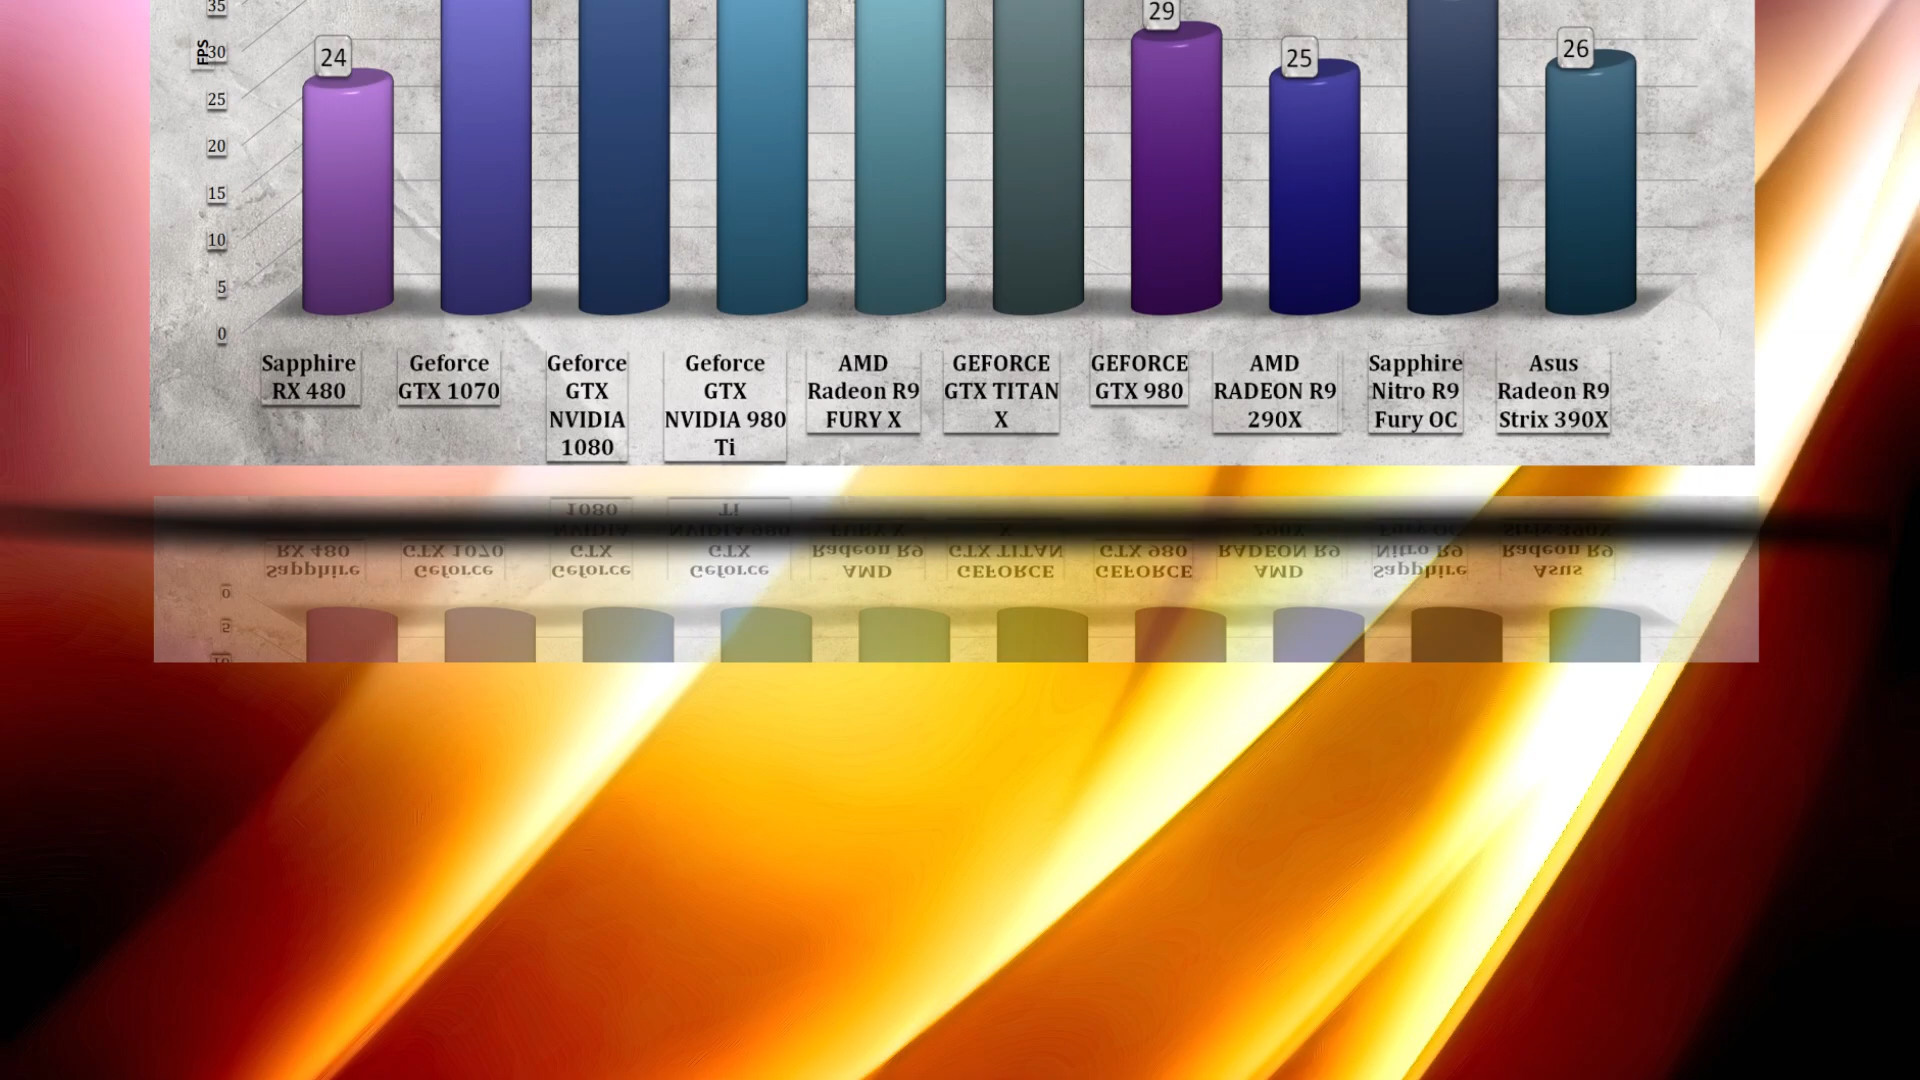 35
29
FPS
30
24
25
26
25
20
15
10
5
0
Sapphire
RX 480
Geforce
GTX 1070
Geforce
GTX
NVIDIA
1080
Geforce
GTX
NVIDIA 980
Ti
AMD
Radeon R9
FURY X
GEFORCE
GTX TITAN
X
GEFORCE
GTX 980
AMD
RADEON R9
290X
Sapphire
Nitro R9
Fury OC
Asus
Radeon R9
Strix 390X